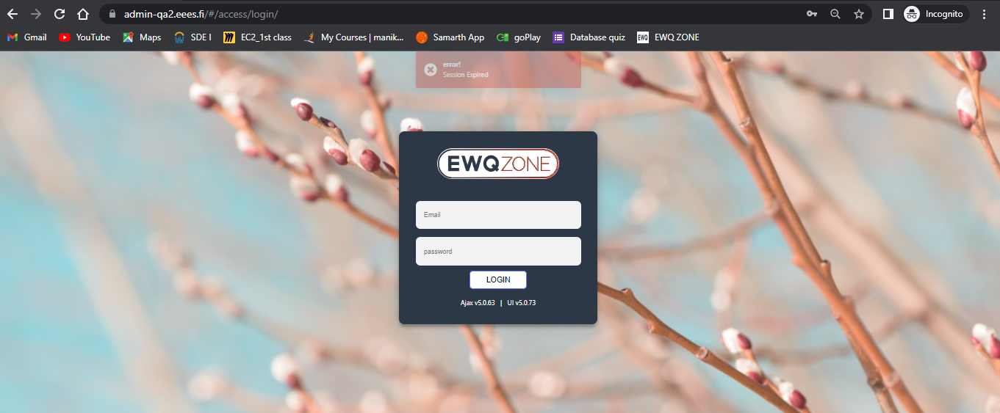 admin-qa2.eees.fi/#/access/login/
Incognito
Gmail YouTube Maps SDE I EC2_1st class My Courses | manik... Samarth App goPlay Database quiz EWQ EWQ ZONE
error!
Session Expired
EWQZONE
Email
password
LOGIN
Ajax v5.0.63 | UI v5.0.73